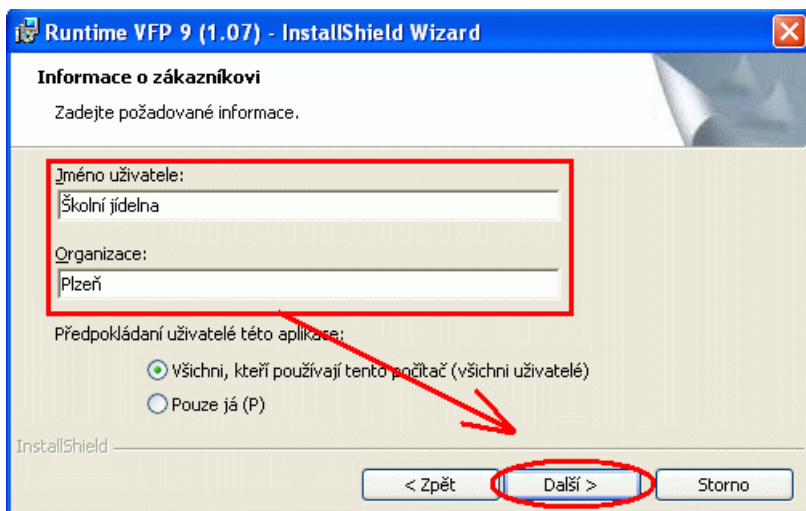 Runtime VFP 9 (1.07) - InstallShield Wizard
Informace o zákazníkovi
Zadejte požadované informace.
Jméno uživatele:
Školní jídelna
Organizace:
Plzeň
Předpokládaní uživatelé této aplikace:
Všichni, kteří používají tento počítač (všichni uživatelé)
Pouze já (P)
InstallShield
< Zpět
Další >
Storno